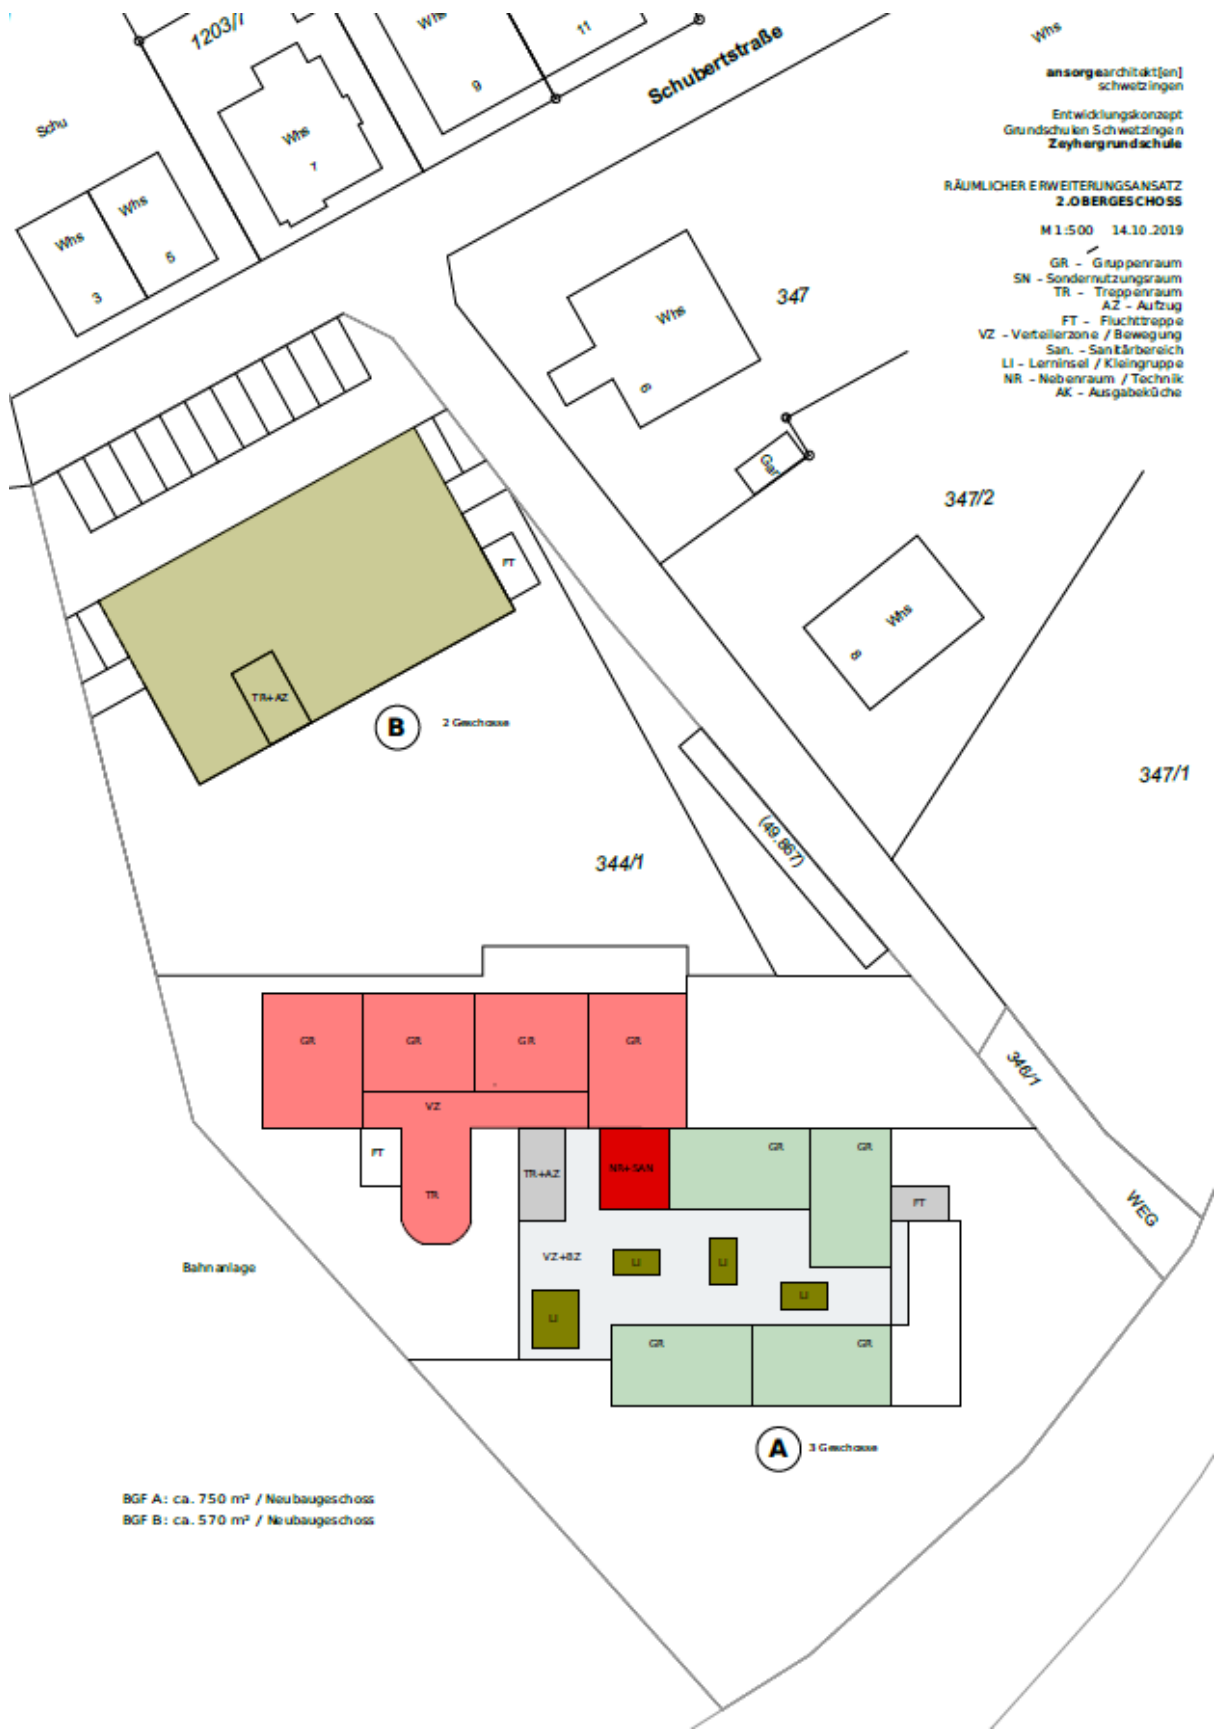 1203/7
Whs
9
11
Schubertstraße
Whs
ansorgearchitekt[en]
schwetzingen
Entwicklungskonzept
Grundschulen Schwetzingen
Zeyhergrundschule
RÄUMLICHER ERWEITERUNGSANSATZ
2.OBERGESCHOSS
M 1:500 14.10.2019
GR - Gruppenraum
SN - Sondernutzungsraum
TR - Treppenraum
AZ - Aufzug
FT - Fluchttreppe
VZ - Verteilerzone / Bewegung
San. - Sanitärbereich
LI - Lerninsel / Kleingruppe
NR - Nebenraum / Technik
AK - Ausgabeküche
Schu
Whs
7
Whs
5
Whs
3
347
Whs
6
Gar
347/2
Whs
8
347/1
FT
TR+AZ
B
2 Geschosse
(49.867)
344/1
346/1
WEG
GR
GR
GR
GR
VZ
FT
TR
TR+AZ
NR+SAN
GR
GR
FT
VZ+BZ
LI
LI
LI
LI
GR
GR
Bahnanlage
A
3 Geschosse
BGF A: ca. 750 m² / Neubaugeschoss
BGF B: ca. 570 m² / Neubaugeschoss